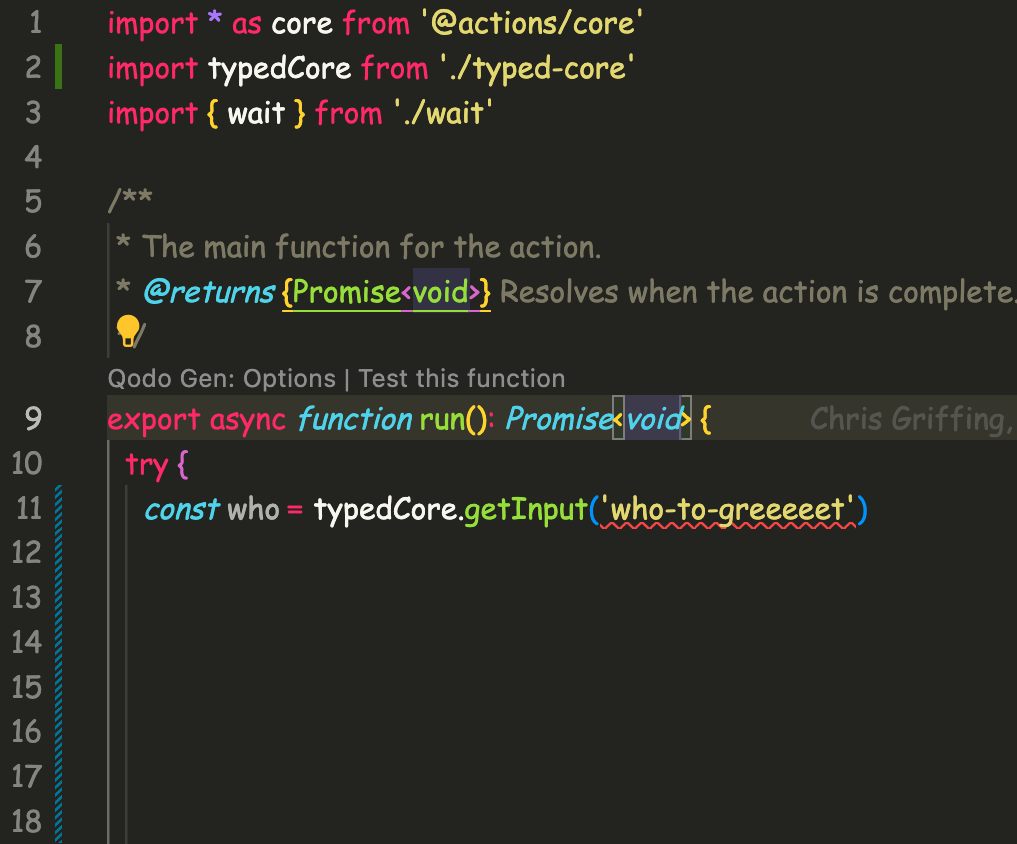 1 import * as core from '@actions/core'
2 import typedCore from './typed-core'
3 import { wait } from './wait'
4
5 /**
6 * The main function for the action.
7 * @returns {Promise<void>} Resolves when the action is complete.
8 /
Qodo Gen: Options | Test this function
9 export async function run(): Promise<void> { Chris Griffing,
10 try {
11 const who = typedCore.getInput('who-to-greeeeet')
12
13
14
15
16
17
18